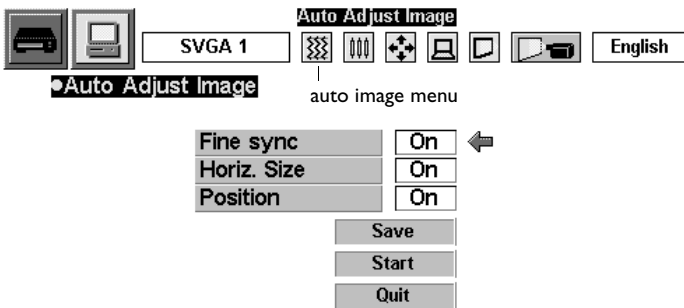 Auto Adjust Image
SVGA 1
English
●Auto Adjust Image
auto image menu
Fine sync On
Horiz. Size On
Position On
Save
Start
Quit